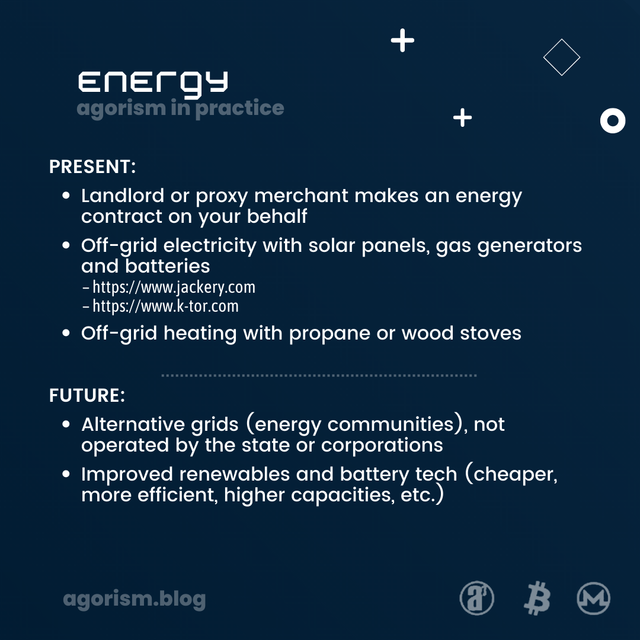 energy
agorism in practice
PRESENT:
• Landlord or proxy merchant makes an energy
contract on your behalf
• Off-grid electricity with solar panels, gas generators
and batteries
– https://www.jackery.com
– https://www.k-tor.com
• Off-grid heating with propane or wood stoves
FUTURE:
• Alternative grids (energy communities), not
operated by the state or corporations
• Improved renewables and battery tech (cheaper,
more efficient, higher capacities, etc.)
agorism.blog